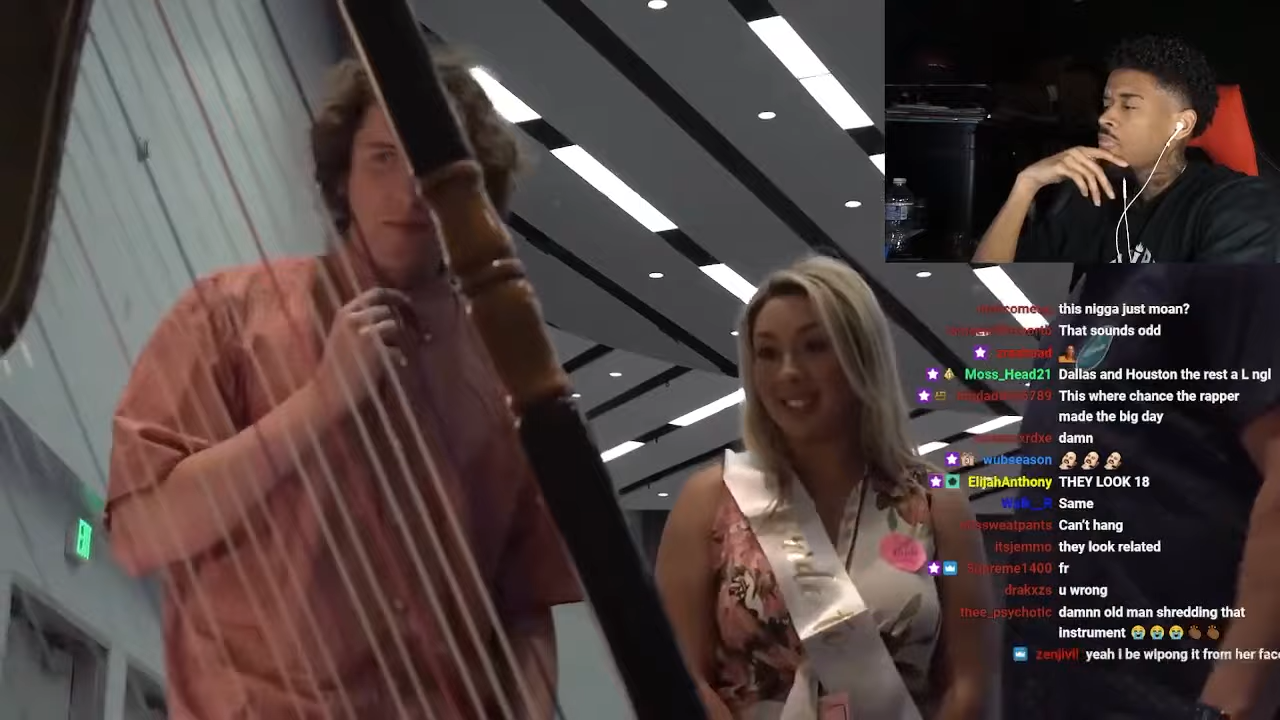 this nigga just moan?
That sounds odd
Moss_Head21 Dallas and Houston the rest a L ngl
This where chance the rapper
made the big day
damn
wubseason
ElijahAnthony THEY LOOK 18
Same
Can't hang
itsjemmo they look related
Supreme1400 fr
drakxzs u wrong
thee_psychotic damnn old man shredding that
instrument 😭😭😭👏🏾👏🏾
zenjivil yeah i be wipong it from her face